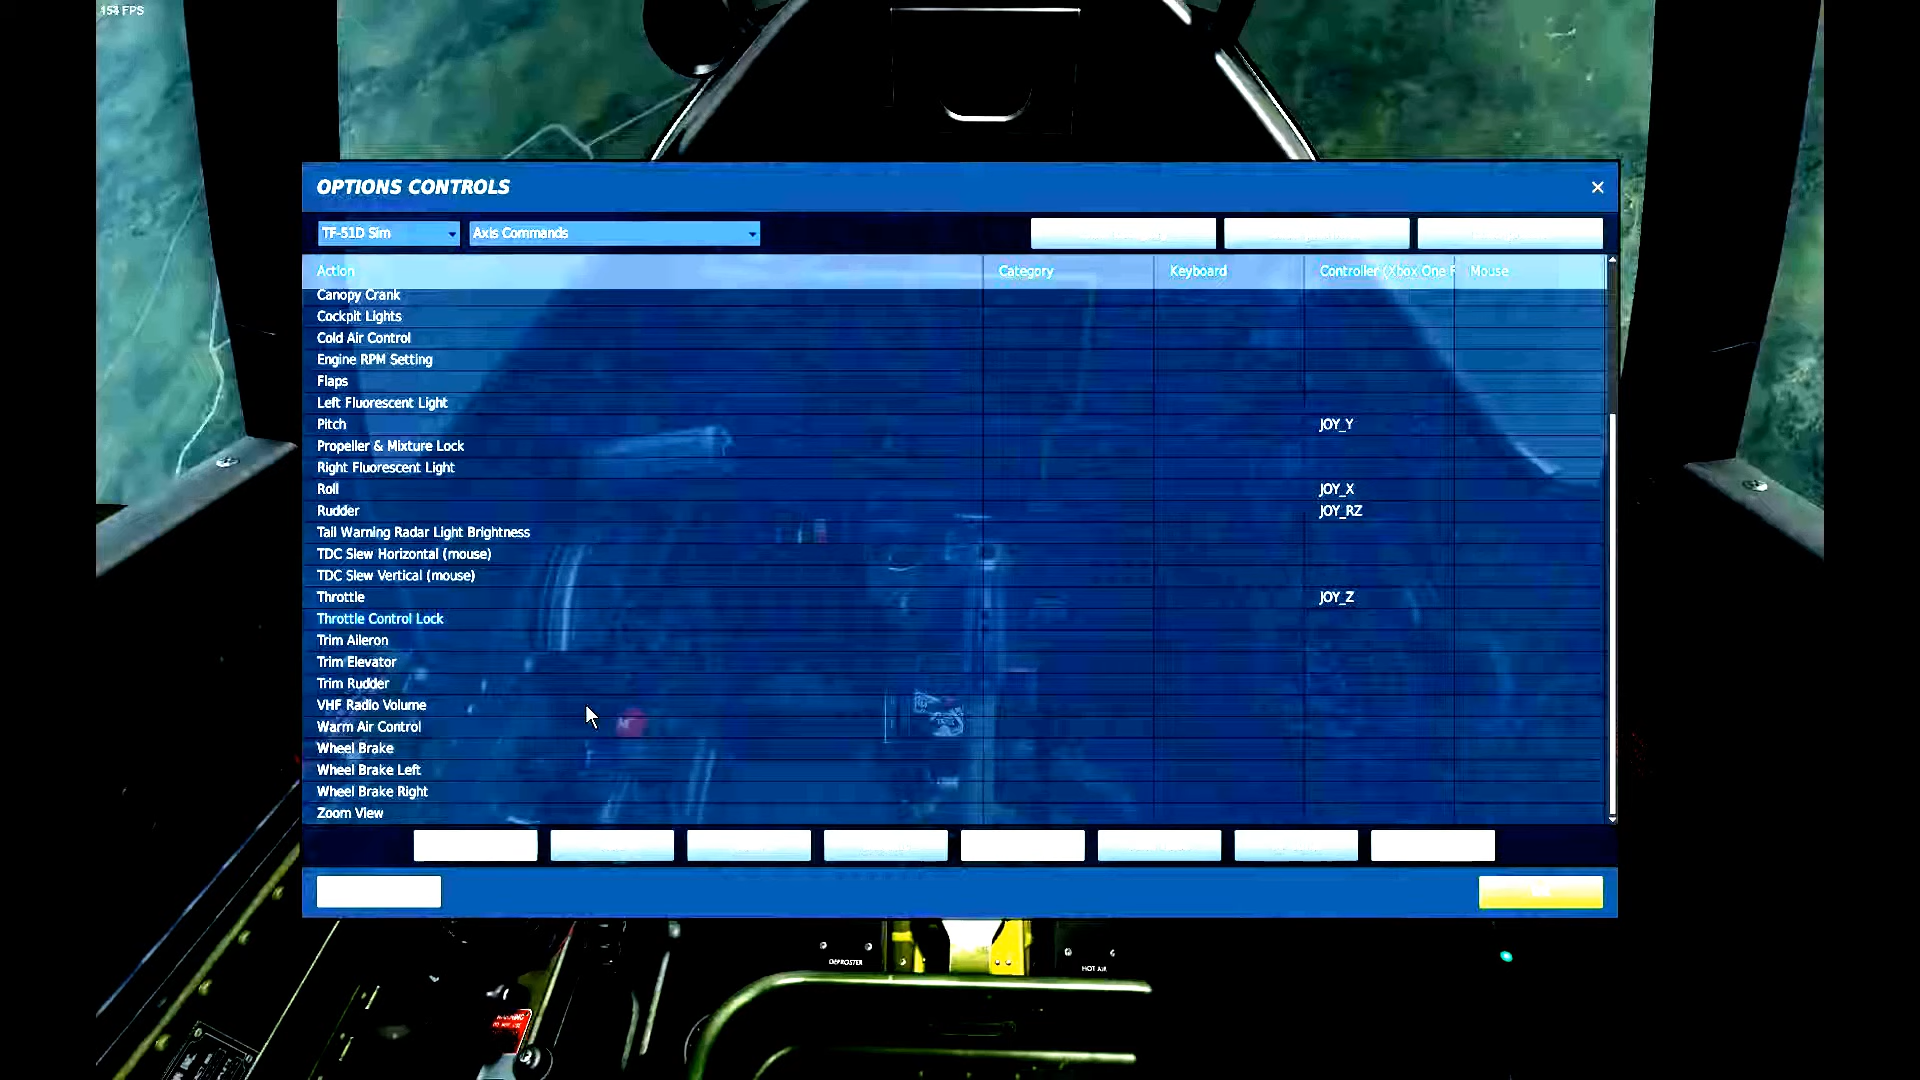 154 FPS
OPTIONS CONTROLS
TF-51D Sim
Axis Commands
Action Category Keyboard Controller (Xbox One F Mouse
Canopy Crank
Cockpit Lights
Cold Air Control
Engine RPM Setting
Flaps
Left Fluorescent Light
Pitch JOY_Y
Propeller & Mixture Lock
Right Fluorescent Light
Roll JOY_X
Rudder JOY_RZ
Tail Warning Radar Light Brightness
TDC Slew Horizontal (mouse)
TDC Slew Vertical (mouse)
Throttle JOY_Z
Throttle Control Lock
Trim Aileron
Trim Elevator
Trim Rudder
VHF Radio Volume
Warm Air Control
Wheel Brake
Wheel Brake Left
Wheel Brake Right
Zoom View
DEFROSTER
HOT AIR
WARNING